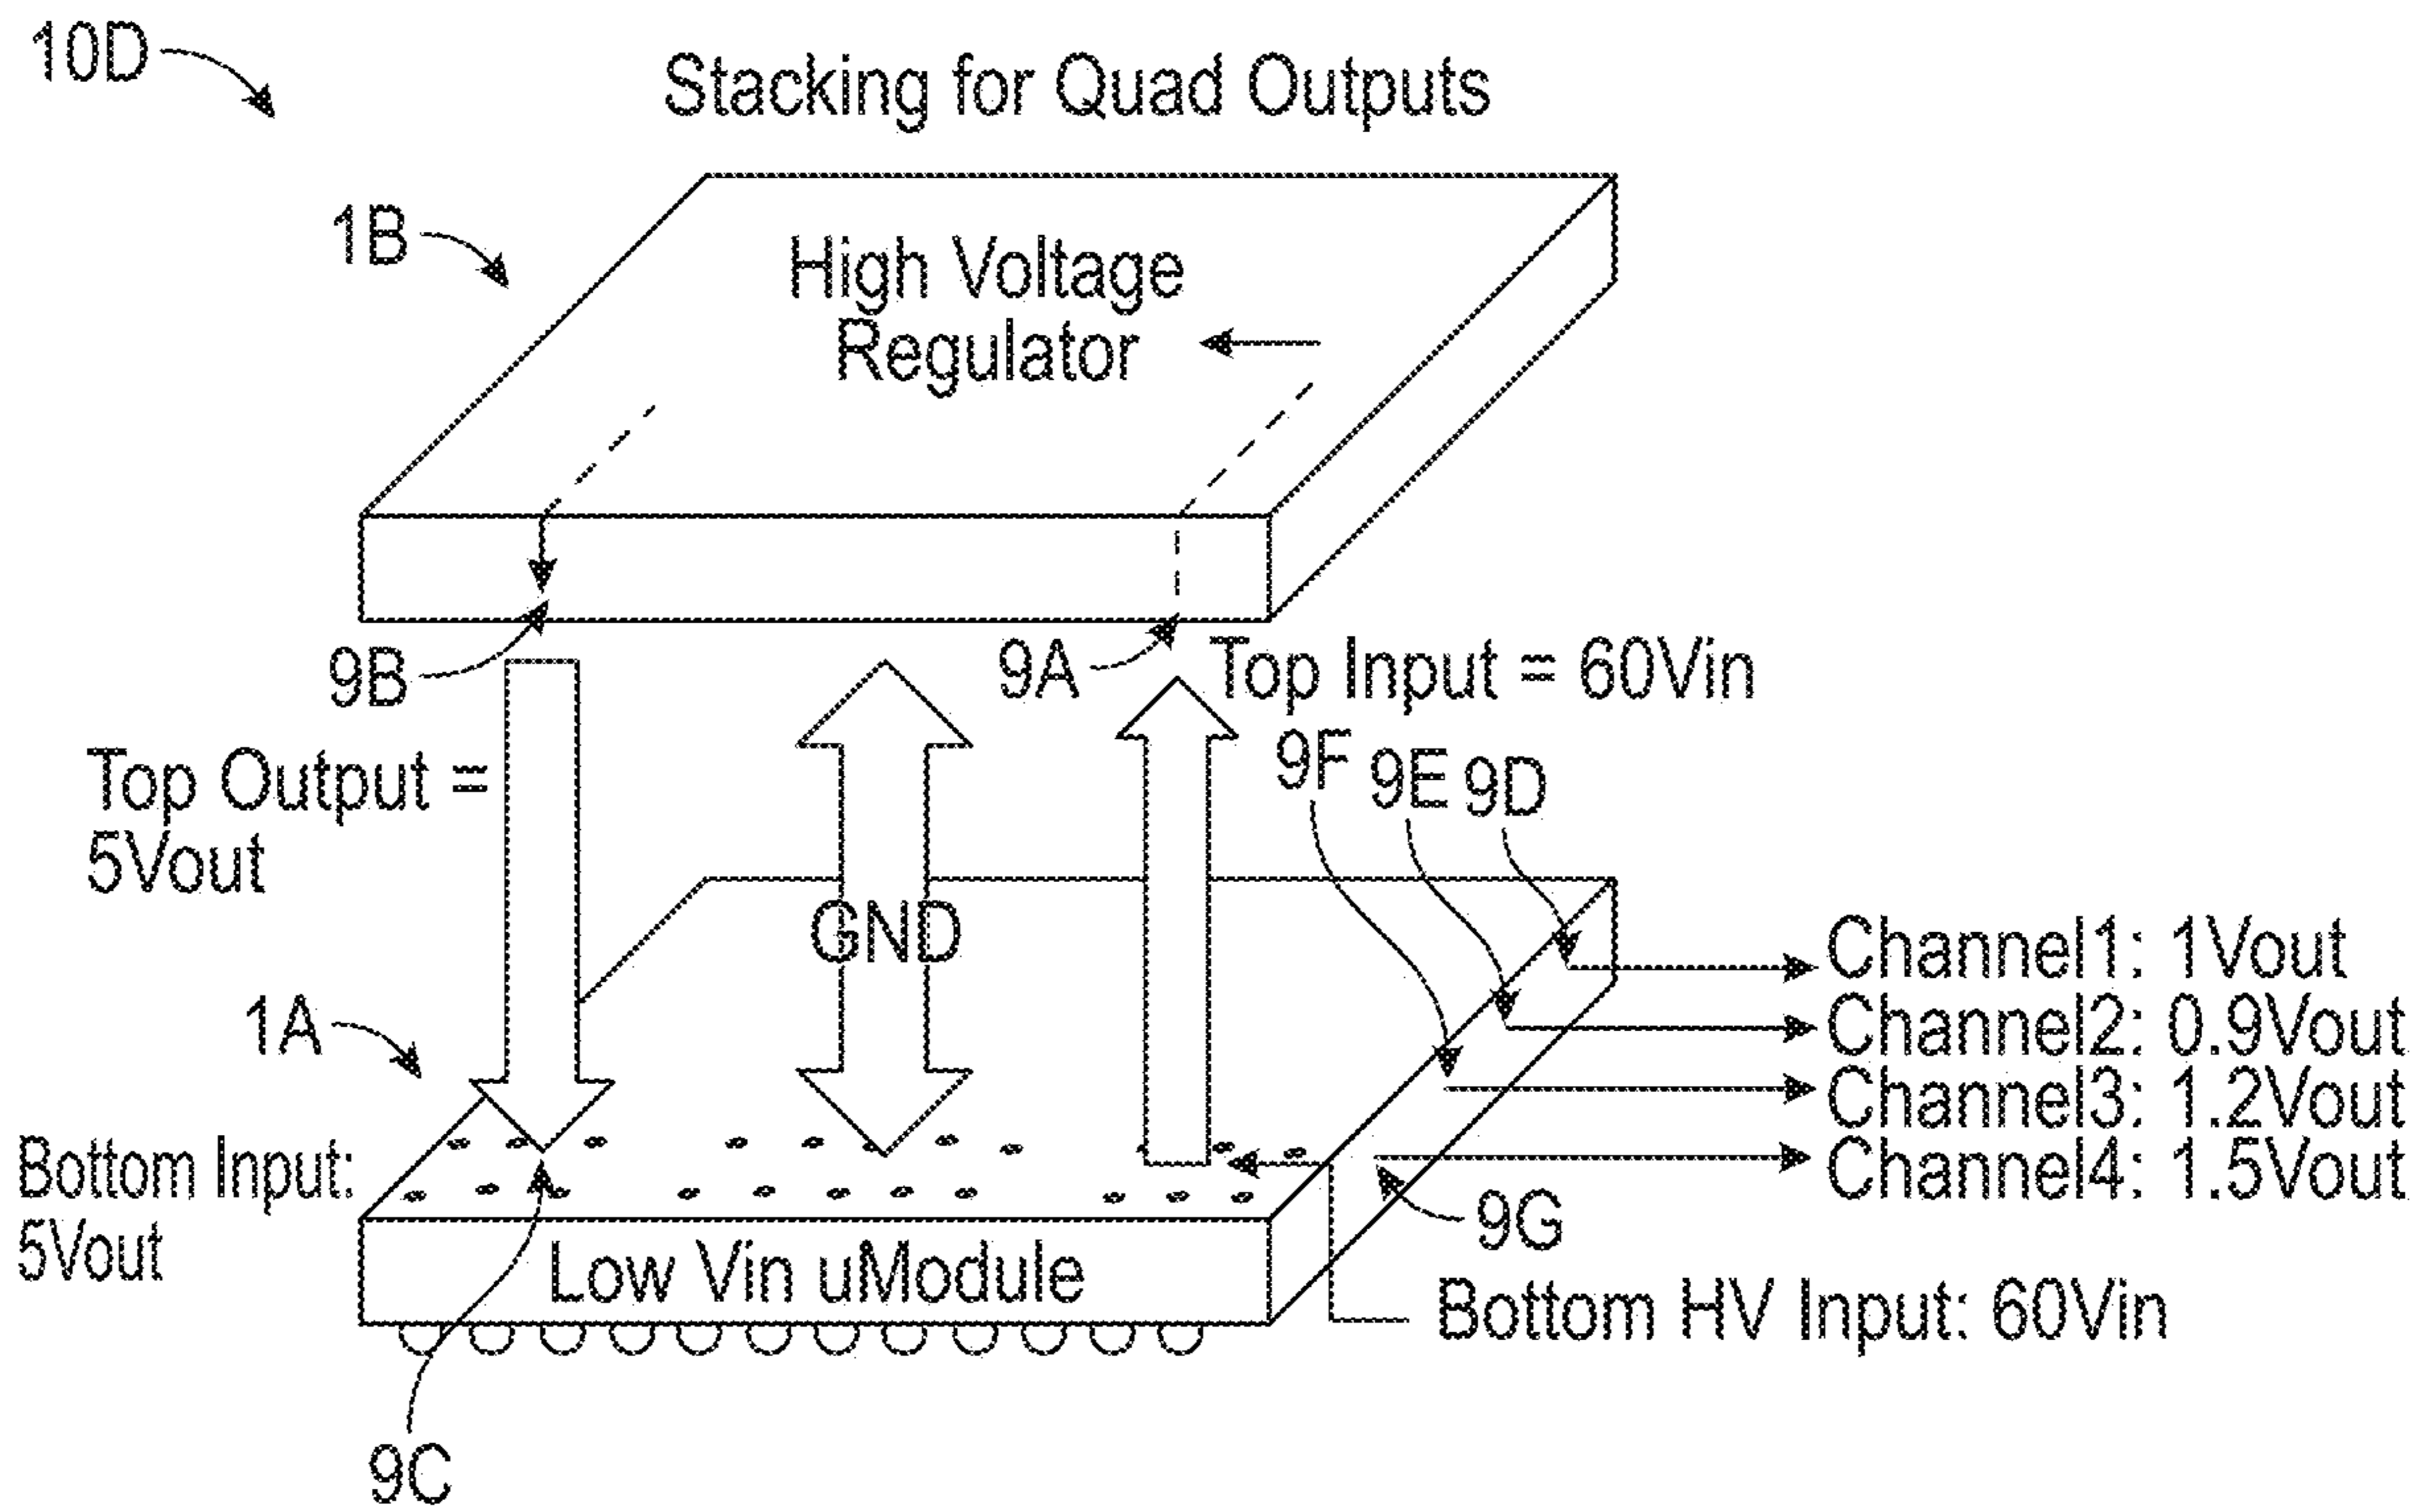 10D
Stacking for Quad Outputs
1B
High Voltage
Regulator
9B
9A
Top Input = 60Vin
9F
9E
9D
Top Output =
5Vout
GND
Channel1: 1Vout
1A
Channel2: 0.9Vout
Channel3: 1.2Vout
Bottom Input:
5Vout
Channel4: 1.5Vout
9G
Low Vin uModule
Bottom HV Input: 60Vin
9C